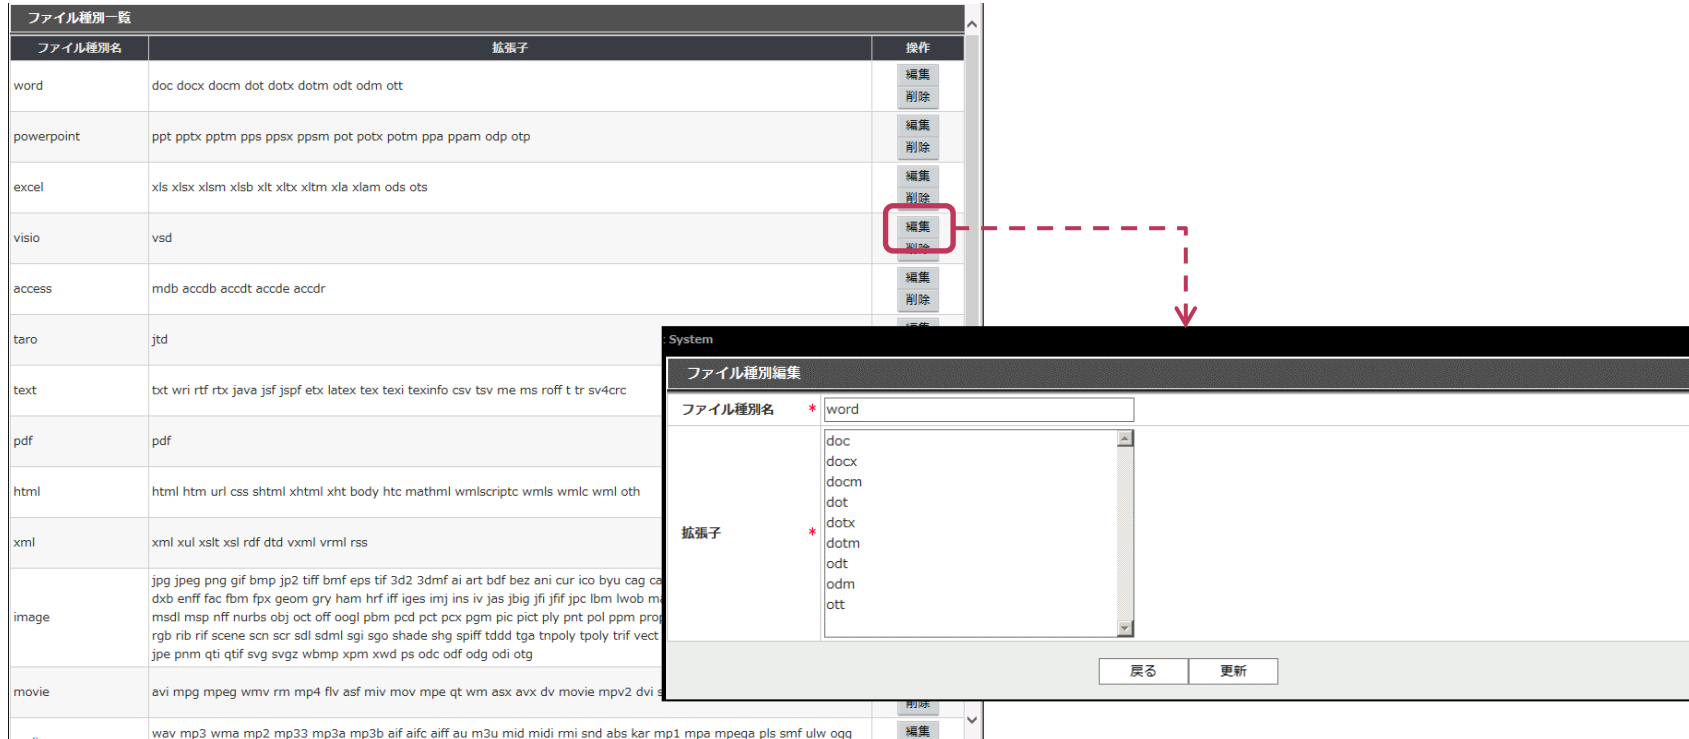 ファイル種別一覧
ファイル種別名 拡張子 操作
word doc docx docm dot dotx dotm odt odm ott 編集
削除
powerpoint ppt pptx pptm pps ppsx ppsm pot potx potm ppa ppam odp otp 編集
削除
excel xls xlsx xlsm xlsb xlt xltx xltm xla xlam ods ots 編集
削除
visio vsd 編集
削除
access mdb accdb accdt accde accdr 編集
削除
taro jtd
text txt wri rtf rtx java jsf jspf etx latex tex texi texinfo csv tsv me ms roff t tr sv4crc
pdf pdf
html html htm url css shtml xhtml xht body htc mathml wmlscriptc wmls wmlc wml oth
xml xml xul xslt xsl rdf dtd vxml vrml rss
image
jpg jpeg png gif bmp jp2 tiff bmf eps tif 3d2 3dmf ai art bdf bez ani cur ico byu cag
dxb enff fac fbm fpx geom gry ham hrf iff iges imj ins iv jas jbig jfi jfif jpc lbm lwob
msdl msp nff nurbs obj oct off oogl pbm pcd pct pcx pgm pic pict ply pnt pol ppm
rgb rib rif scene scn scr sdl sdml sgi sgo shade shg spiff tddd tga tnpoly tpoly trif vect
jpe pnm qti qtif svg svgz wbmp xpm xwd ps odc odf odg odi otg
movie avi mpg mpeg wmv rm mp4 flv asf miv mov mpe qt wm asx avx dv movie mpv2 dvi
削除
wav mp3 wma mp2 mp33 mp3a mp3b aif aifc aiff au m3u mid midi rmi snd abs kar mp1 mpa mpega pls smf ulw ogg 編集
: System
ファイル種別編集
ファイル種別名 * word
拡張子 *
doc
docx
docm
dot
dotx
dotm
odt
odm
ott
戻る 更新